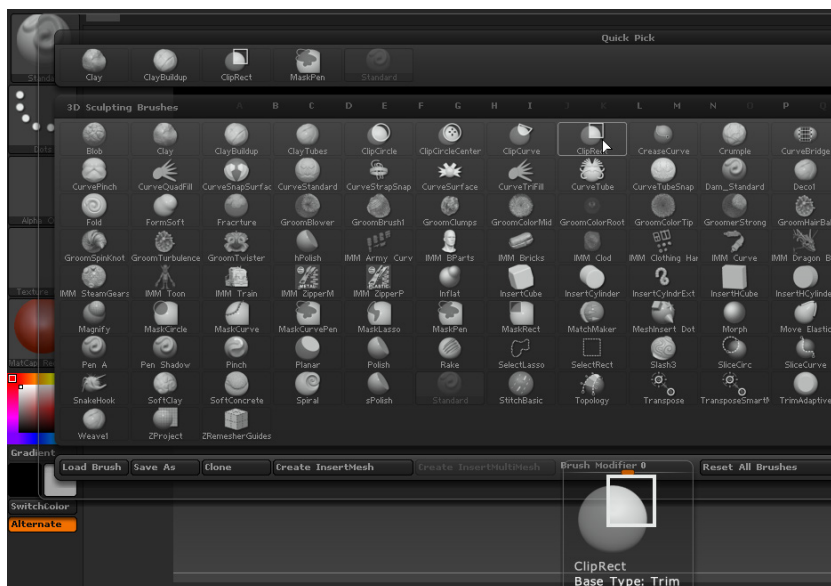 Quick Pick
Clay ClayBuildup ClipRect MaskPen Standard
3D Sculpting Brushes A B C D E F G H I J K L M N O P Q
Blob Clay ClayBuildup ClayTubes ClipCircle ClipCircleCenter ClipCurve ClipRect CreaseCurve Crumple CurveBridge
CurvePinch CurveQuadFill CurveSnapSurfac CurveStandard CurveStrapSnap CurveSurface CurveTriFill CurveTube CurveTubeSnap Dam_Standard Deco1
Fold FormSoft Fracrture GroomBlower GroomBrush1 GroomClumps GroomColorMid GroomColorRoot GroomColorTip GroomerStrong GroomHairBa
GroomSpinKnot GroomTurbulence GroomTwister hPolish IMM Army Curv IMM BParts IMM Bricks IMM Clod IMM Clothing Har IMM Curve IMM Dragon B
IMM SteamGears IMM Toon IMM Train IMM ZipperM IMM ZipperP Inflat InsertCube InsertCylinder InsertCylndrExt InsertHCube InsertHCylinde
Magnify MaskCircle MaskCurve MaskCurvePen MaskLasso MaskPen MaskRect MatchMaker MeshInsert Dot Morph Move Elastic
Pen A Pen Shadow Pinch Planar Polish Rake SelectLasso SelectRect Slash3 SliceCirc SliceCurve
SnakeHook SoftClay SoftConcrete Spiral sPolish Standard StitchBasic Topology Transpose TransposeSmart TrimAdaptive
Weave1 ZProject ZRemesherGuides
Load Brush Save As Clone Create InsertMesh Create InsertMultiMesh Brush Modifier 0 Reset All Brushes
Gradient
SwitchColor
Alternate
ClipRect
Base Type: Trim